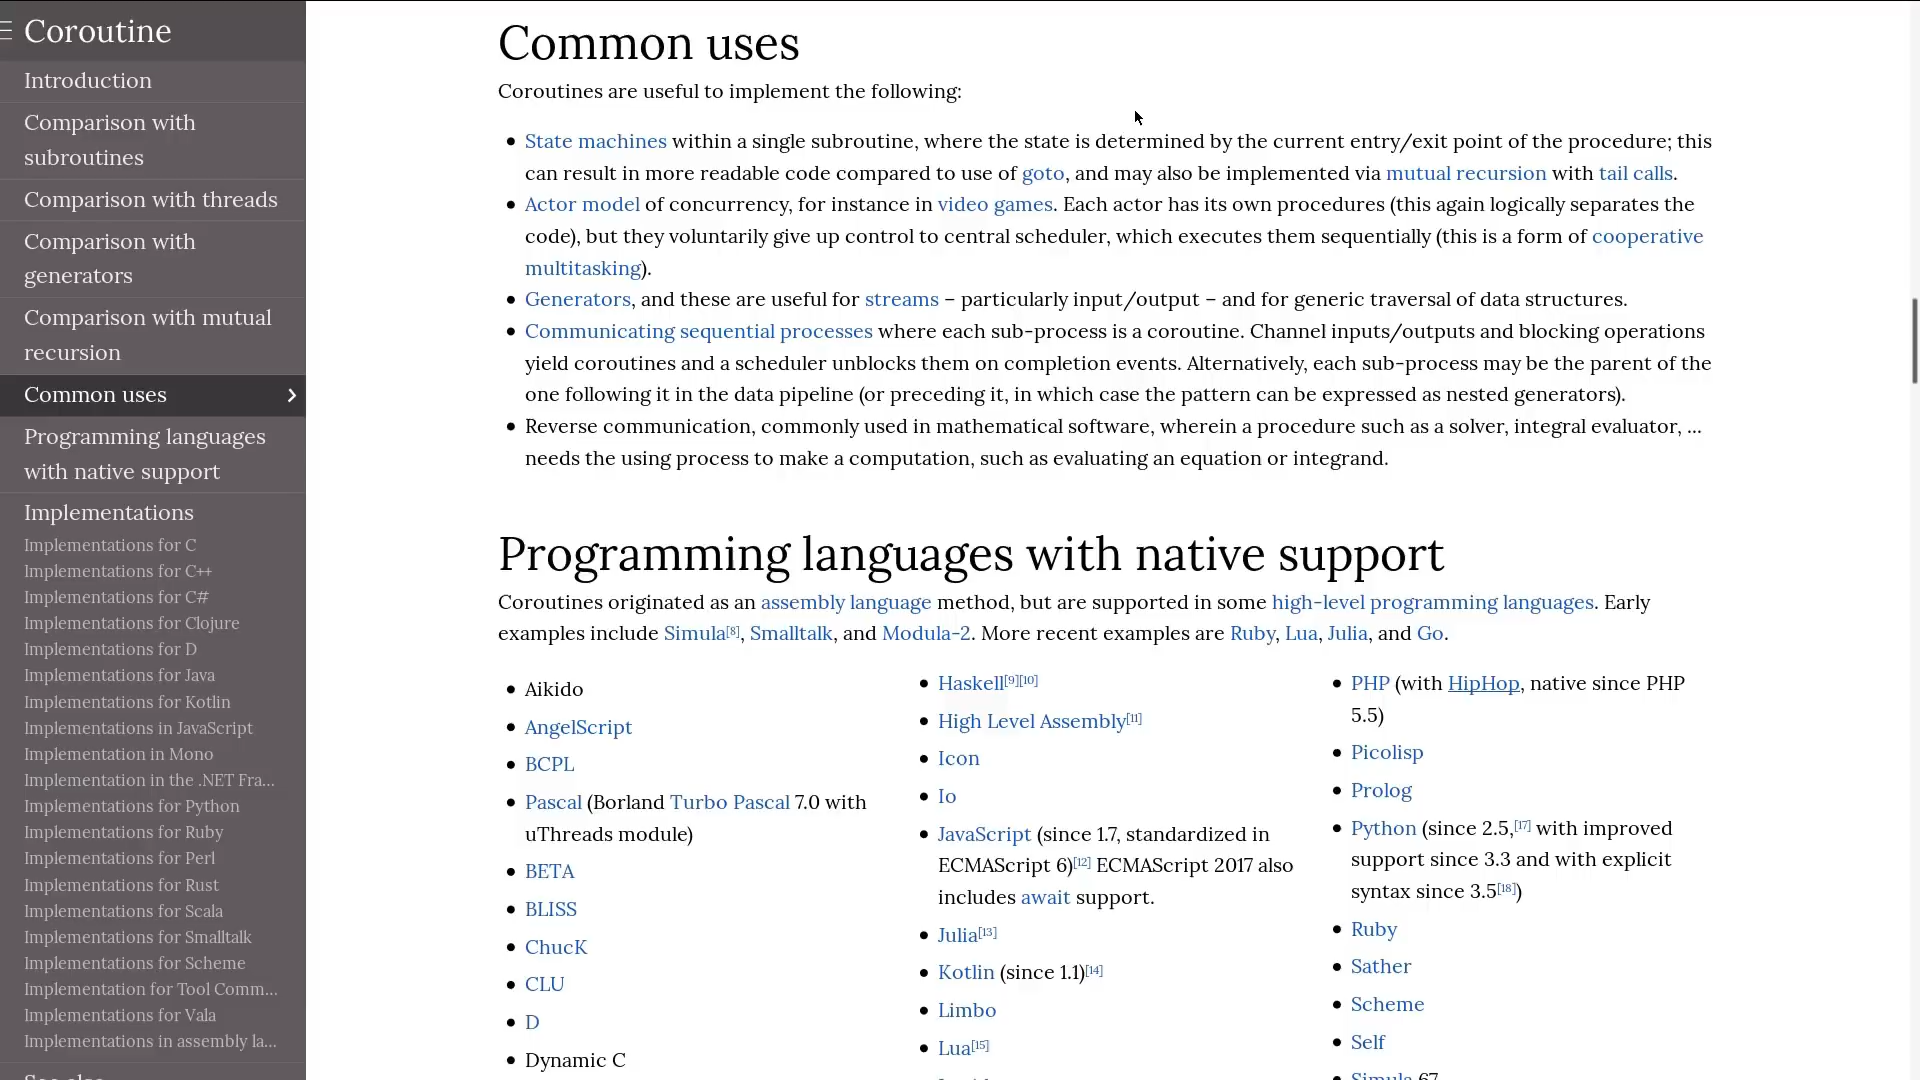 Coroutine
Introduction
Comparison with
subroutines
Comparison with threads
Comparison with
generators
Comparison with mutual
recursion
Common uses
Programming languages
with native support
Implementations
Implementations for C
Implementations for C++
Implementations for C#
Implementations for Clojure
Implementations for D
Implementations for Java
Implementations for Kotlin
Implementations in JavaScript
Implementation in Mono
Implementation in the .NET Fra...
Implementations for Python
Implementations for Ruby
Implementations for Perl
Implementations for Rust
Implementations for Scala
Implementations for Smalltalk
Implementations for Scheme
Implementation for Tool Comm...
Implementations for Vala
Implementations in assembly la...
See also
Common uses
Coroutines are useful to implement the following:
• State machines within a single subroutine, where the state is determined by the current entry/exit point of the procedure; this
can result in more readable code compared to use of goto, and may also be implemented via mutual recursion with tail calls.
• Actor model of concurrency, for instance in video games. Each actor has its own procedures (this again logically separates the
code), but they voluntarily give up control to central scheduler, which executes them sequentially (this is a form of cooperative
multitasking).
• Generators, and these are useful for streams – particularly input/output – and for generic traversal of data structures.
• Communicating sequential processes where each sub-process is a coroutine. Channel inputs/outputs and blocking operations
yield coroutines and a scheduler unblocks them on completion events. Alternatively, each sub-process may be the parent of the
one following it in the data pipeline (or preceding it, in which case the pattern can be expressed as nested generators).
• Reverse communication, commonly used in mathematical software, wherein a procedure such as a solver, integral evaluator, ...
needs the using process to make a computation, such as evaluating an equation or integrand.
Programming languages with native support
Coroutines originated as an assembly language method, but are supported in some high-level programming languages. Early
examples include Simula[8], Smalltalk, and Modula-2. More recent examples are Ruby, Lua, Julia, and Go.
• Aikido
• AngelScript
• BCPL
• Pascal (Borland Turbo Pascal 7.0 with
uThreads module)
• BETA
• BLISS
• ChucK
• CLU
• D
• Dynamic C
• Haskell[9][10]
• High Level Assembly[11]
• Icon
• Io
• JavaScript (since 1.7, standardized in
ECMAScript 6)[12] ECMAScript 2017 also
includes await support.
• Julia[13]
• Kotlin (since 1.1)[14]
• Limbo
• Lua[15]
• PHP (with HipHop, native since PHP
5.5)
• Picolisp
• Prolog
• Python (since 2.5,[17] with improved
support since 3.3 and with explicit
syntax since 3.5[18])
• Ruby
• Sather
• Scheme
• Self
• Simula 67